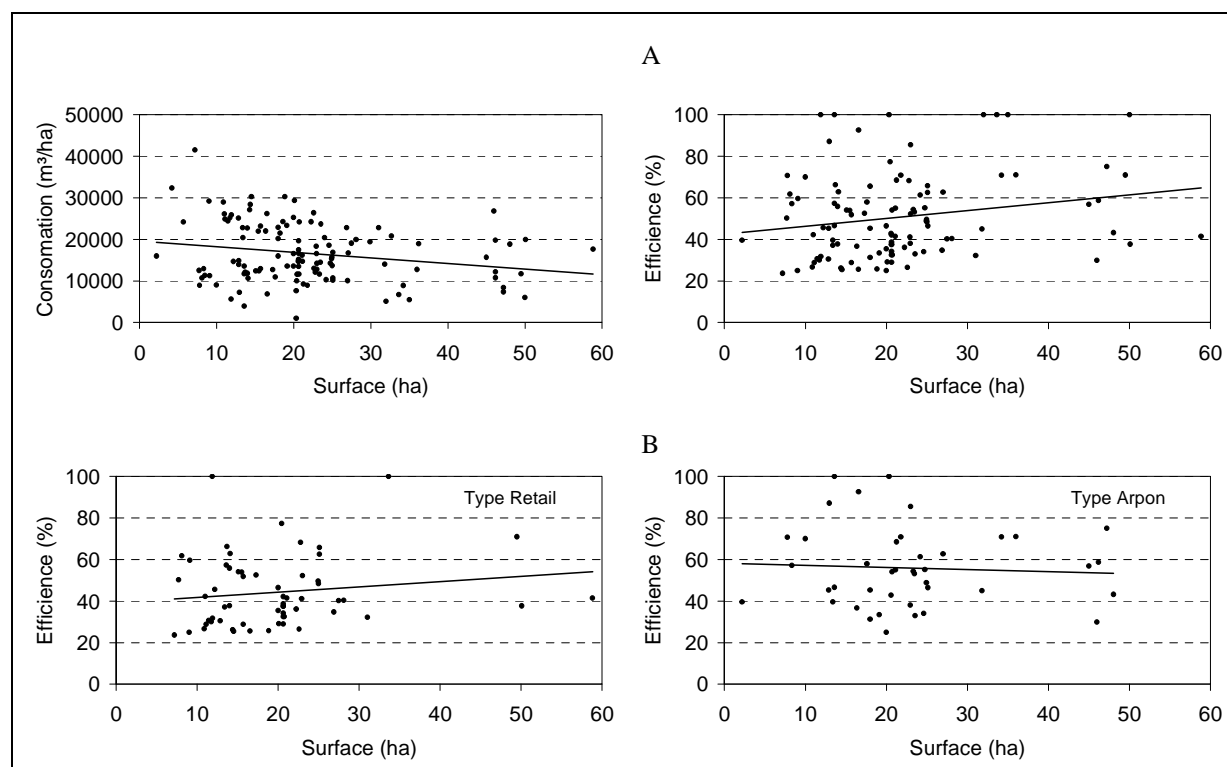 A
Consomation (m³/ha)
50000
40000
30000
20000
10000
0
0 10 20 30 40 50 60
Surface (ha)
Efficience (%)
100
80
60
40
20
0
0 10 20 30 40 50 60
Surface (ha)
B
Efficience (%)
100
80
60
40
20
0
Type Retail
0 10 20 30 40 50 60
Surface (ha)
Efficience (%)
100
80
60
40
20
0
Type Arpon
0 10 20 30 40 50 60
Surface (ha)